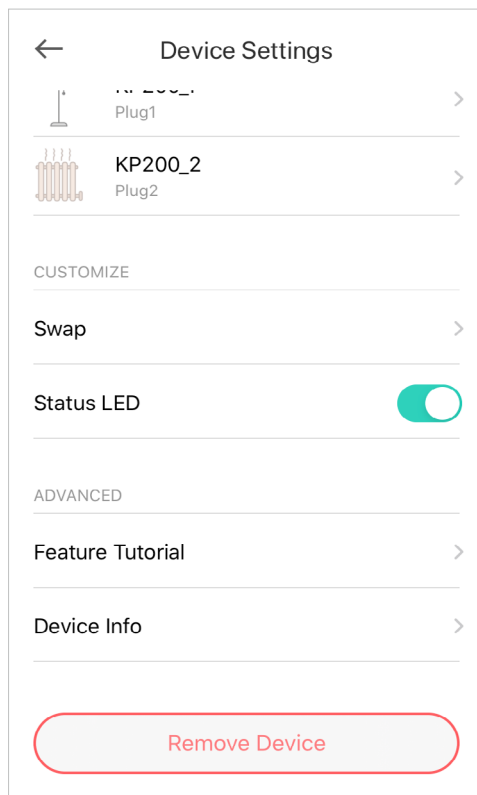 Device Settings
Plug1
KP200_2
Plug2
CUSTOMIZE
Swap
Status LED
ADVANCED
Feature Tutorial
Device Info
Remove Device